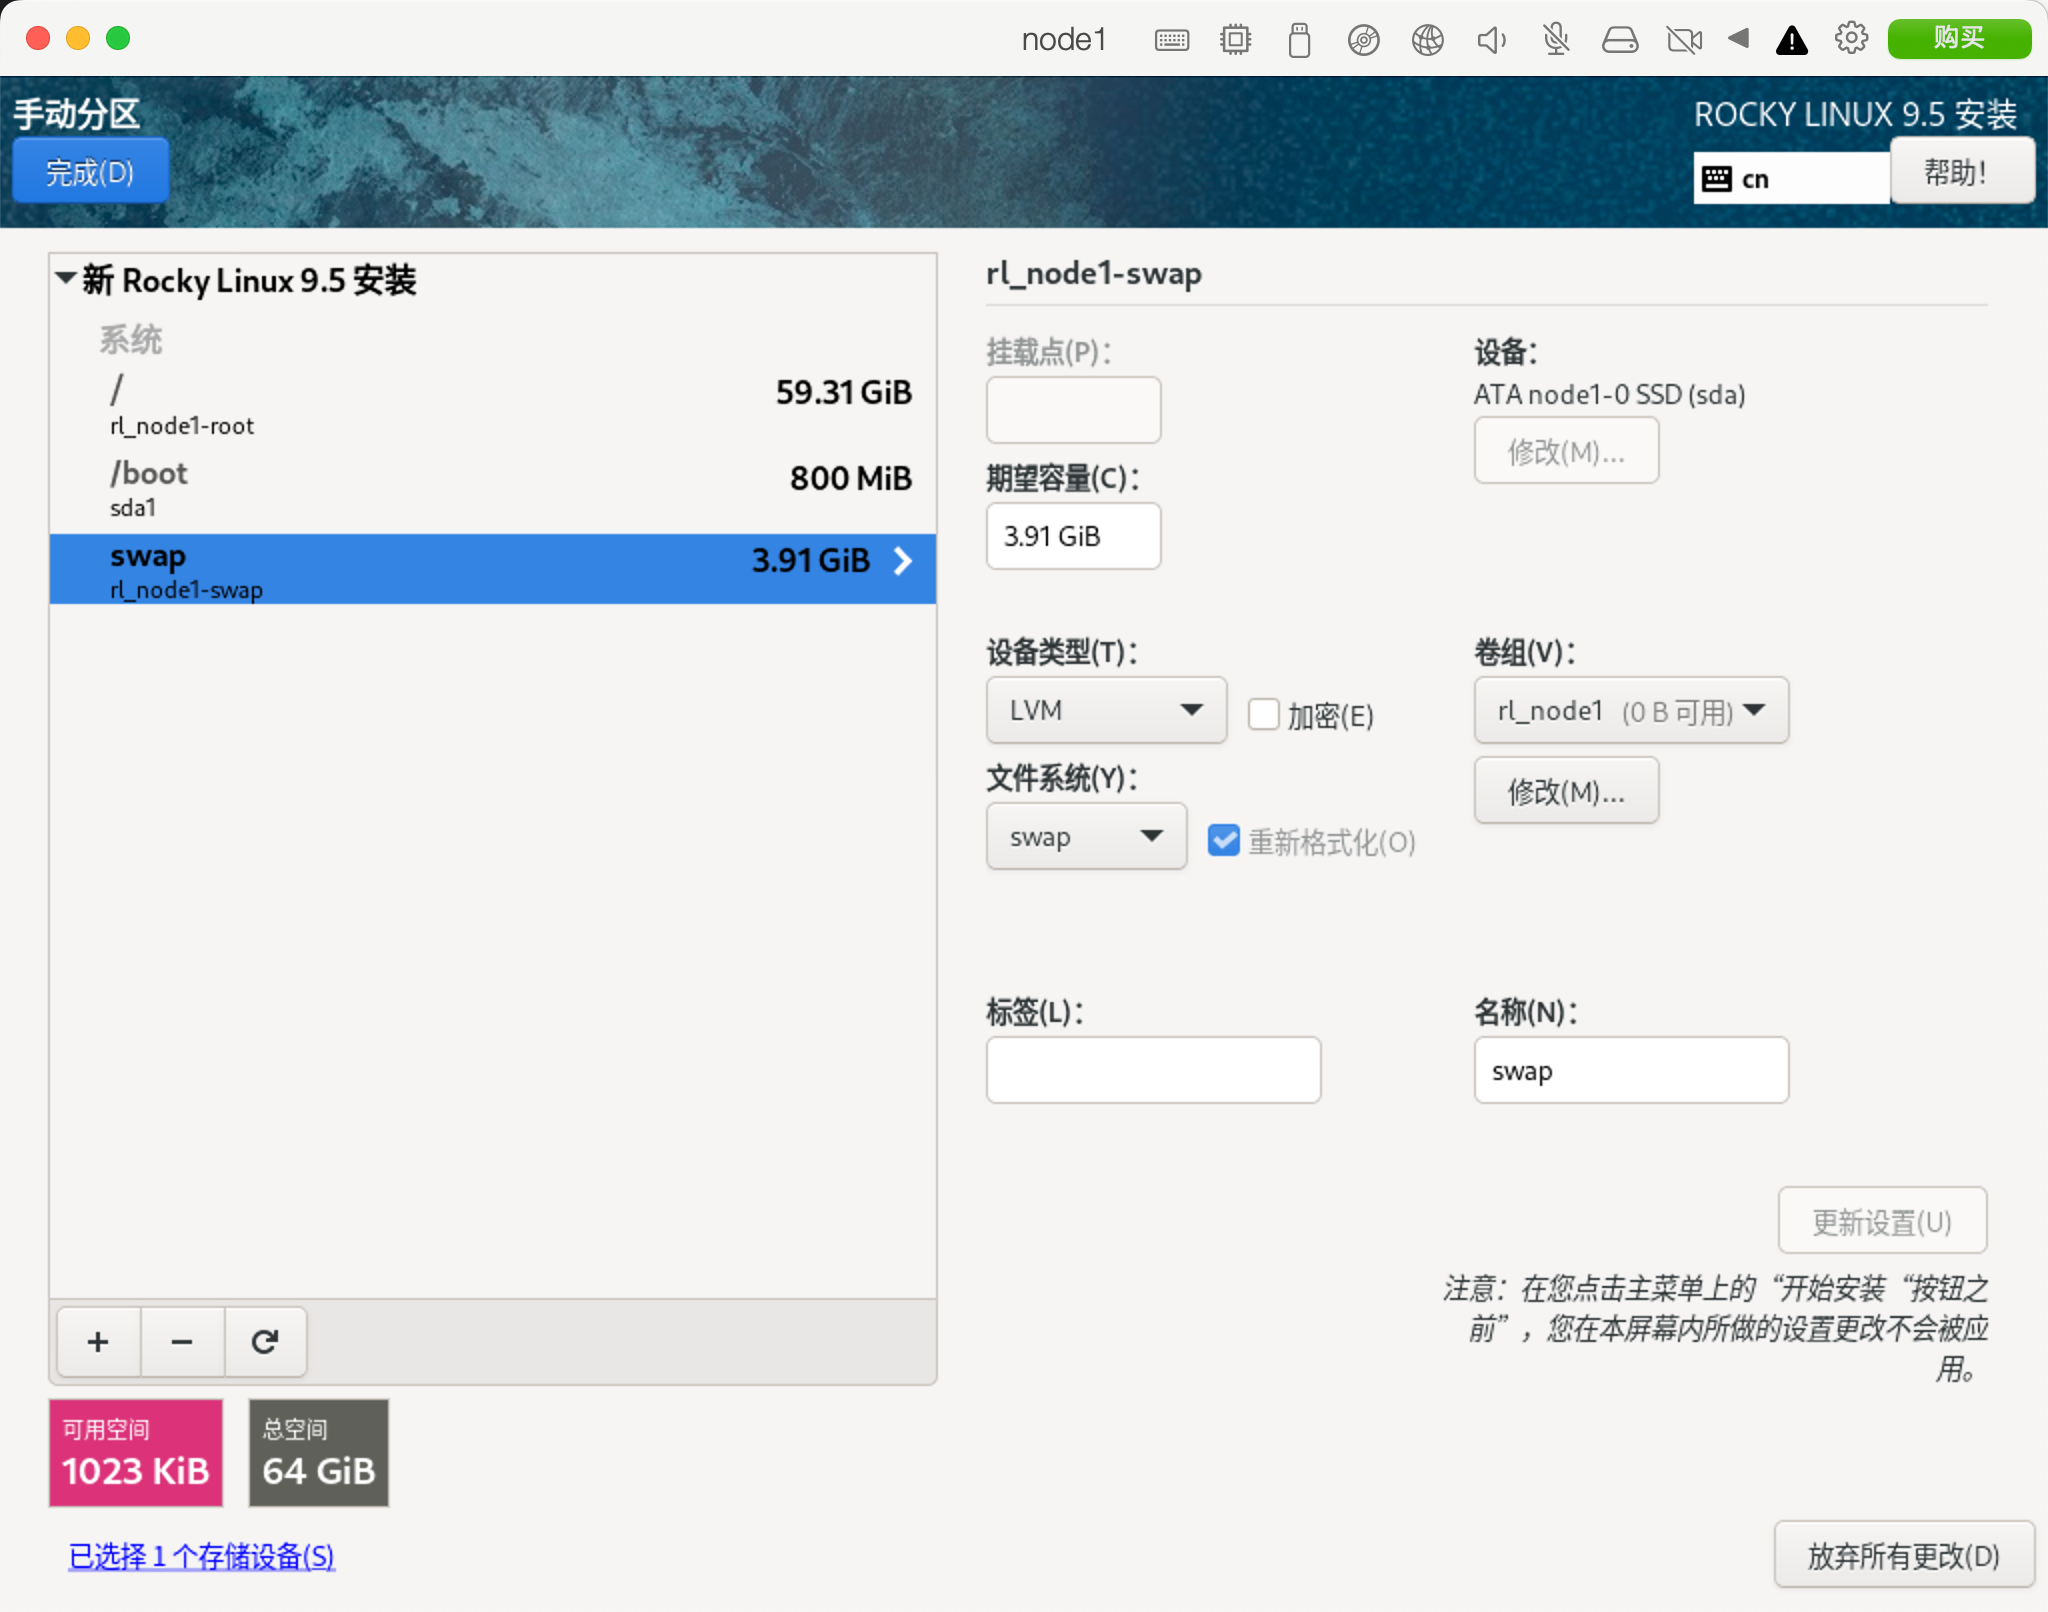 node1
购买
手动分区
ROCKY LINUX 9.5 安装
完成(D)
cn
帮助！
新 Rocky Linux 9.5 安装
系统
/
59.31 GiB
rl_node1-root
/boot
800 MiB
sda1
swap
3.91 GiB
rl_node1-swap
rl_node1-swap
挂载点(P)：
设备：
ATA node1-0 SSD (sda)
修改(M)...
期望容量(C)：
3.91 GiB
设备类型(T)：
卷组(V)：
LVM
加密(E)
rl_node1 (0 B 可用)
修改(M)...
文件系统(Y)：
swap
重新格式化(O)
标签(L)：
名称(N)：
swap
更新设置(U)
注意：在您点击主菜单上的“开始安装“按钮之
前”，您在本屏幕内所做的设置更改不会被应
用。
可用空间
1023 KiB
总空间
64 GiB
已选择 1 个存储设备(S)
放弃所有更改(D)